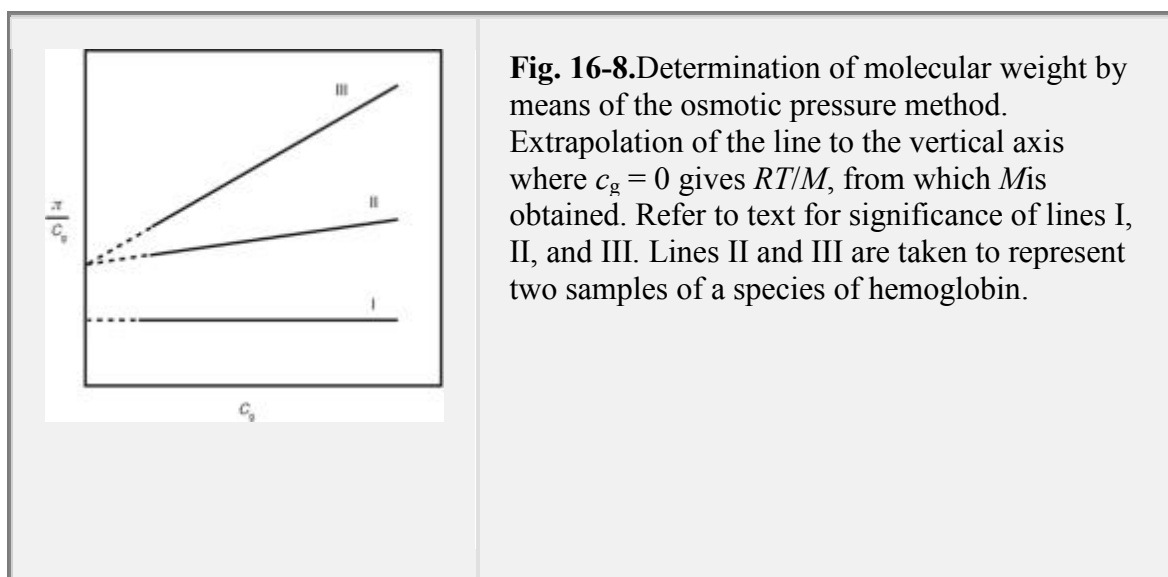 III
II
I
π
C_g
C_g
Fig. 16-8.Determination of molecular weight by
means of the osmotic pressure method.
Extrapolation of the line to the vertical axis
where c_g = 0 gives RT/M, from which Mis
obtained. Refer to text for significance of lines I,
II, and III. Lines II and III are taken to represent
two samples of a species of hemoglobin.